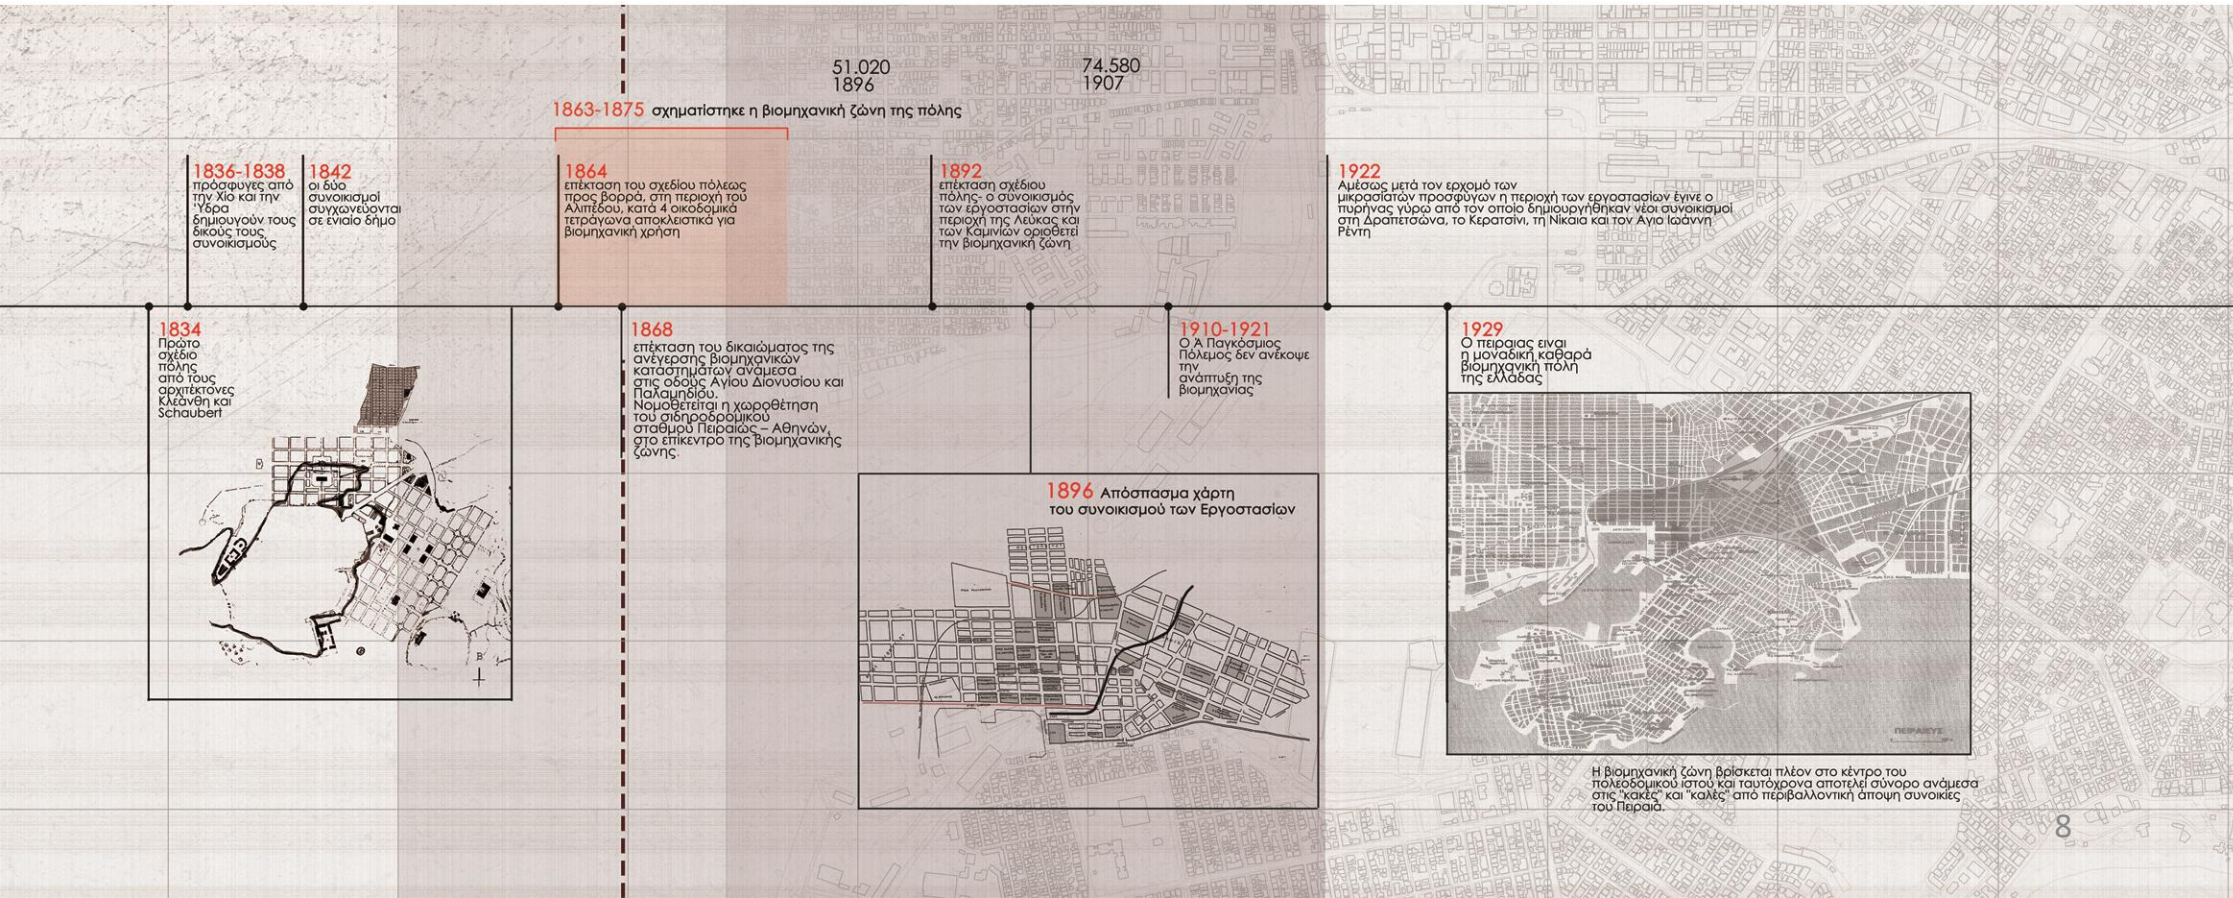 51.020
1896
74.580
1907
1863-1875 σχηματίστηκε η βιομηχανική ζώνη της πόλης
1836-1838
πρόσφυγες από
την Χίο και την
Ύδρα
δημιουγούν τους
δικούς τους
συνοικισμούς
1842
οι δύο
συνοικισμοί
συγχωνεύονται
σε ενιαίο δήμο
1864
επέκταση του σχεδίου πόλεως
προς βορρά, στη περιοχή του
Αλιπέδου, κατά 4 οικοδομικά
τετράγωνα αποκλειστικά για
βιομηχανική χρήση
1892
επέκταση σχέδιου
πόλης- ο συνοικισμός
των εργοστασίων στην
περιοχή της Λεύκας και
των Καμινίων οριοθετεί
την βιομηχανική ζώνη
1922
Αμέσως μετά τον ερχομό των
μικρασιατών προσφύγων η περιοχή των εργοστασίων έγινε ο
πυρήνας γύρω από τον οποίο δημιουργήθηκαν νέοι συνοικισμοί
στη Δραπετσώνα, το Κερατσίνι, τη Νίκαια και τον Αγιο Ιωάννη
Ρέντη
1834
Πρώτο
σχέδιο
πόλης
από τους
αρχιτέκτονες
Κλεάνθη και
Schaubert
B
1868
επέκταση του δικαιώματος της
ανέγερσης βιομηχανικών
καταστημάτων ανάμεσα
στις οδούς Αγίου Διονυσίου και
Παλαμηδίου.
Νομοθετείται η χωροθέτηση
του σιδηροδρομικού
σταθμού Πειραιώς – Αθηνών,
στο επίκεντρο της βιομηχανικής
ζώνης.
1910-1921
Ο Ά Παγκόσμιος
Πόλεμος δεν ανέκοψε
την
ανάπτυξη της
βιομηχανίας
1929
Ο πειραιας ειναι
η μοναδική καθαρά
βιομηχανική πόλη
της ελλάδας
1896 Απόσπασμα χάρτη
του συνοικισμού των Εργοστασίων
ΠΕΙΡΑΙΕΥΣ
Η βιομηχανική ζώνη βρίσκεται πλέον στο κέντρο του
πολεοδομικού ιστού και ταυτόχρονα αποτελεί σύνορο ανάμεσα
στις "κακές" και "καλές" από περιβαλλοντική άποψη συνοικίες
του Πειραιά.
8